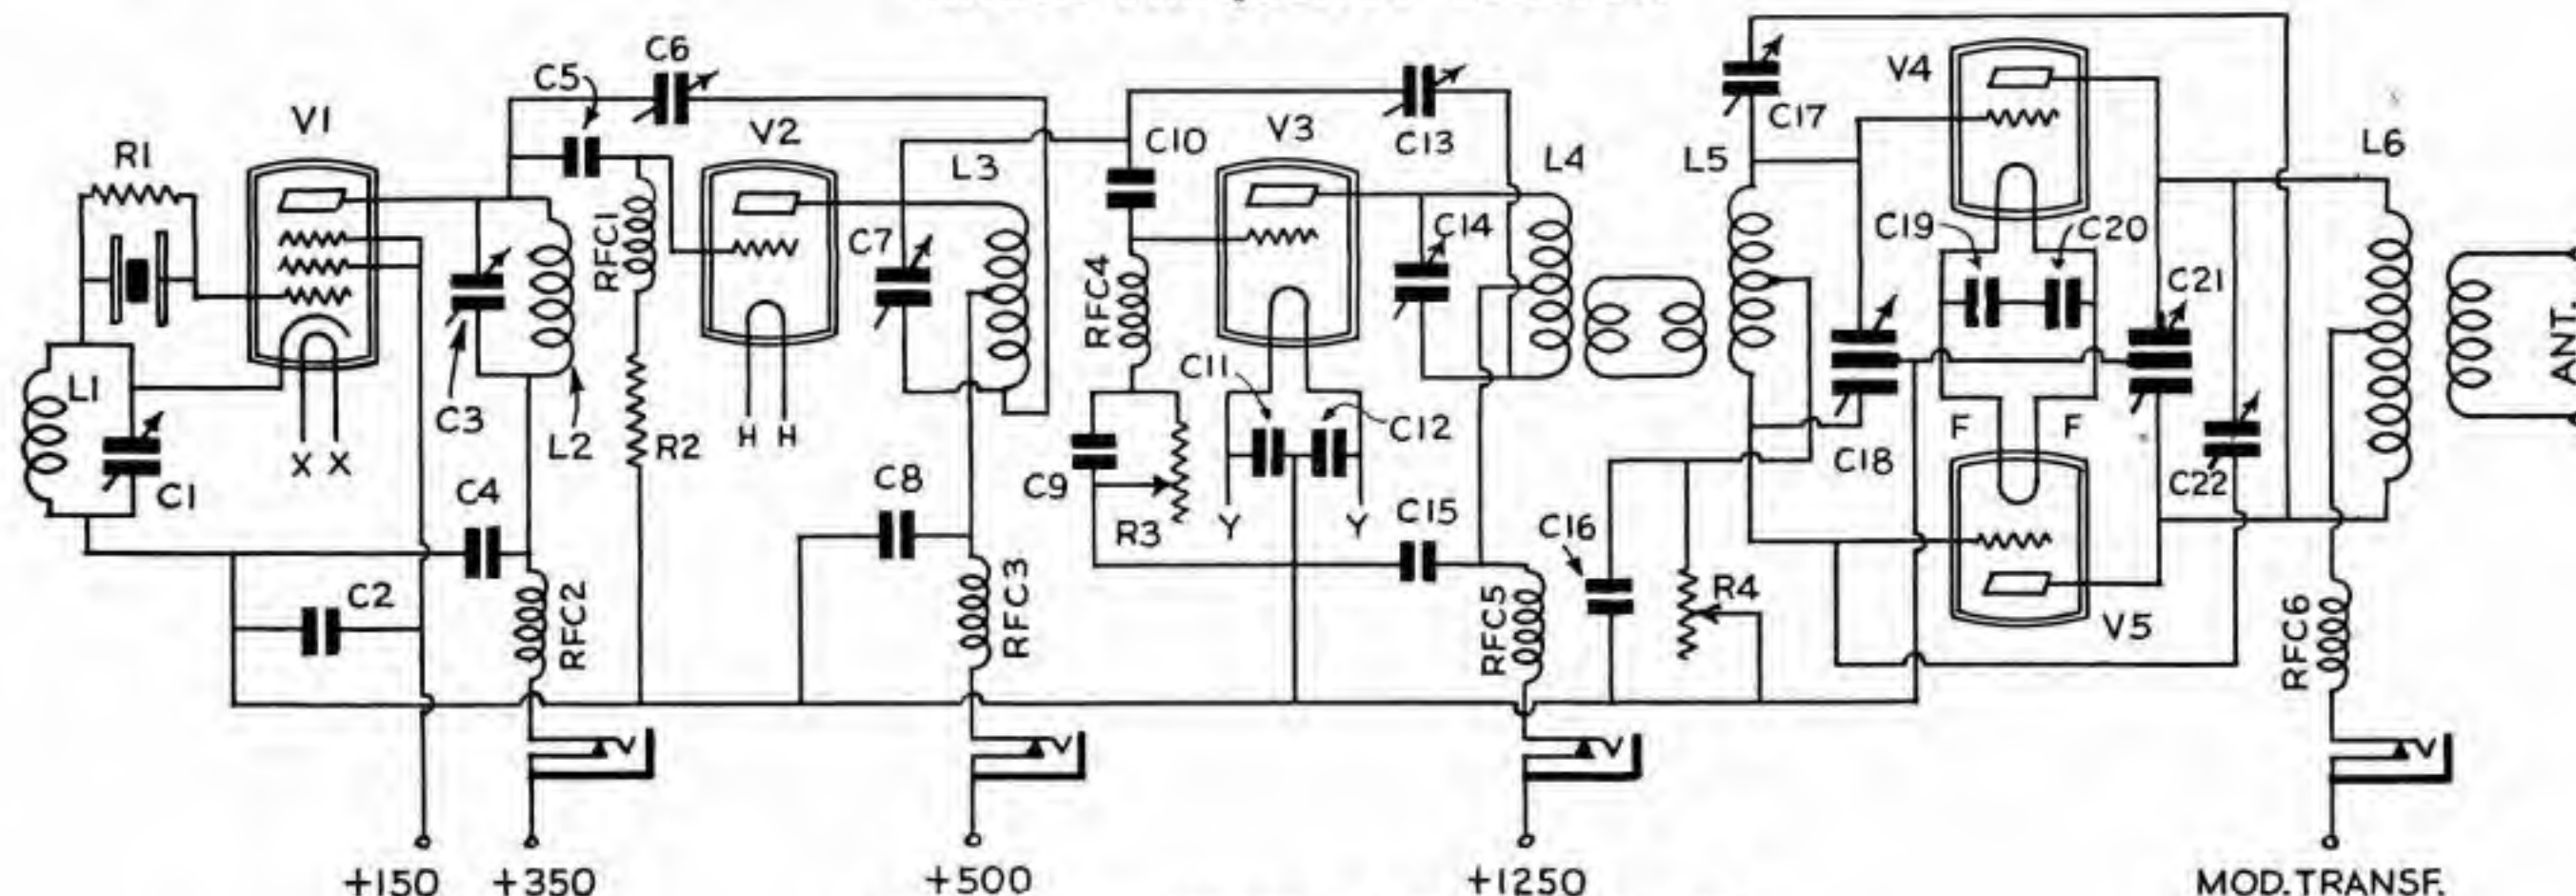 R1
V1
C5
C6
V2
L3
C10
V3
C13
L4
L5
C17
V4
L6
RFC1
C7
RFC4
C14
C19
C20
C21
L1
C1
X X
C3
L2
R2
H H
C11
C12
C18
F F
C22
ANT.
C4
C8
C9
R3
Y Y
C15
C16
C2
RFC2
RFC3
RFC5
R4
V5
RFC6
+150 +350 +500 +1250 MOD. TRANSF.